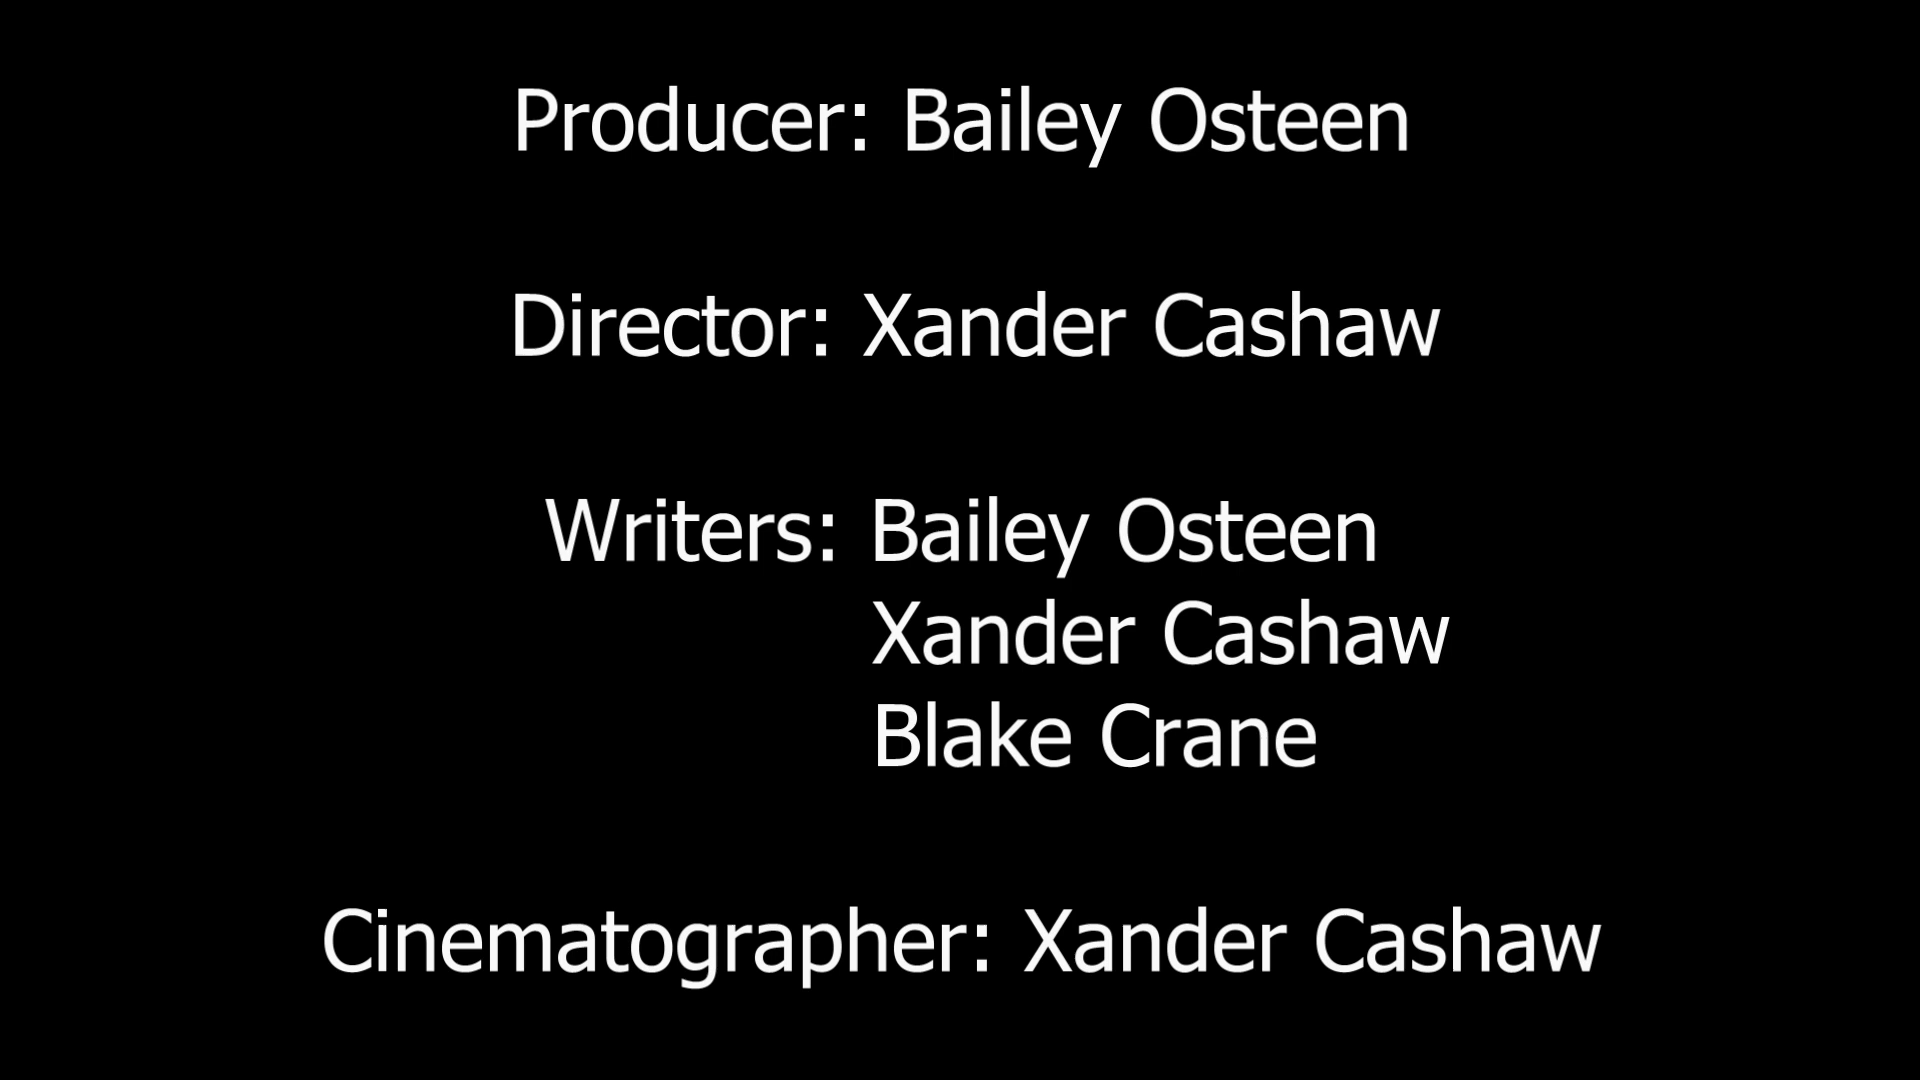 Producer: Bailey Osteen
Director: Xander Cashaw
Writers: Bailey Osteen
Xander Cashaw
Blake Crane
Cinematographer: Xander Cashaw